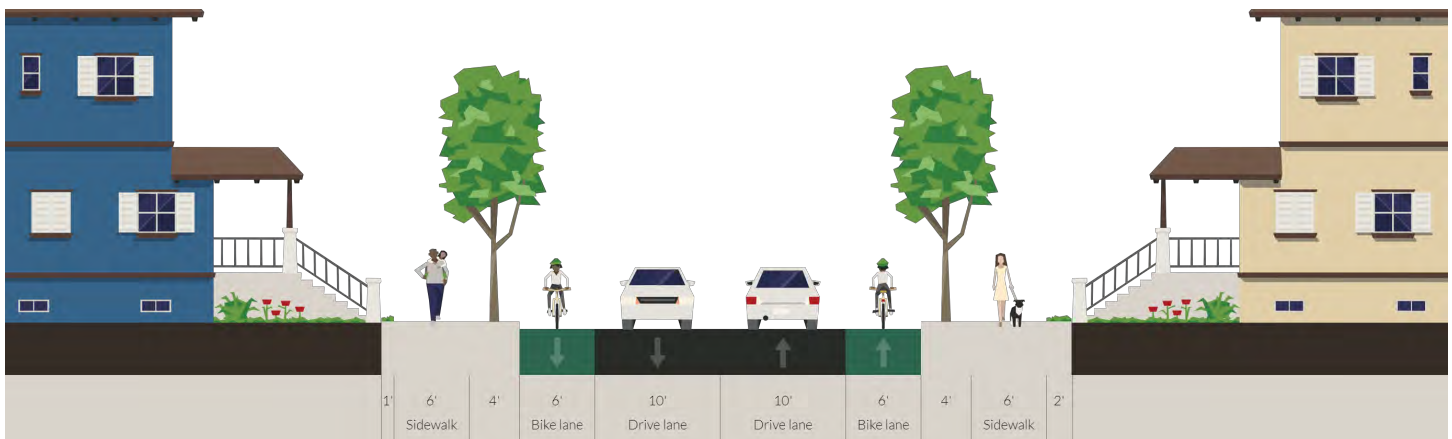 1' 6' 4' 6' 10' 10' 6' 4' 6' 2'
Sidewalk Bike lane Drive lane Drive lane Bike lane Sidewalk